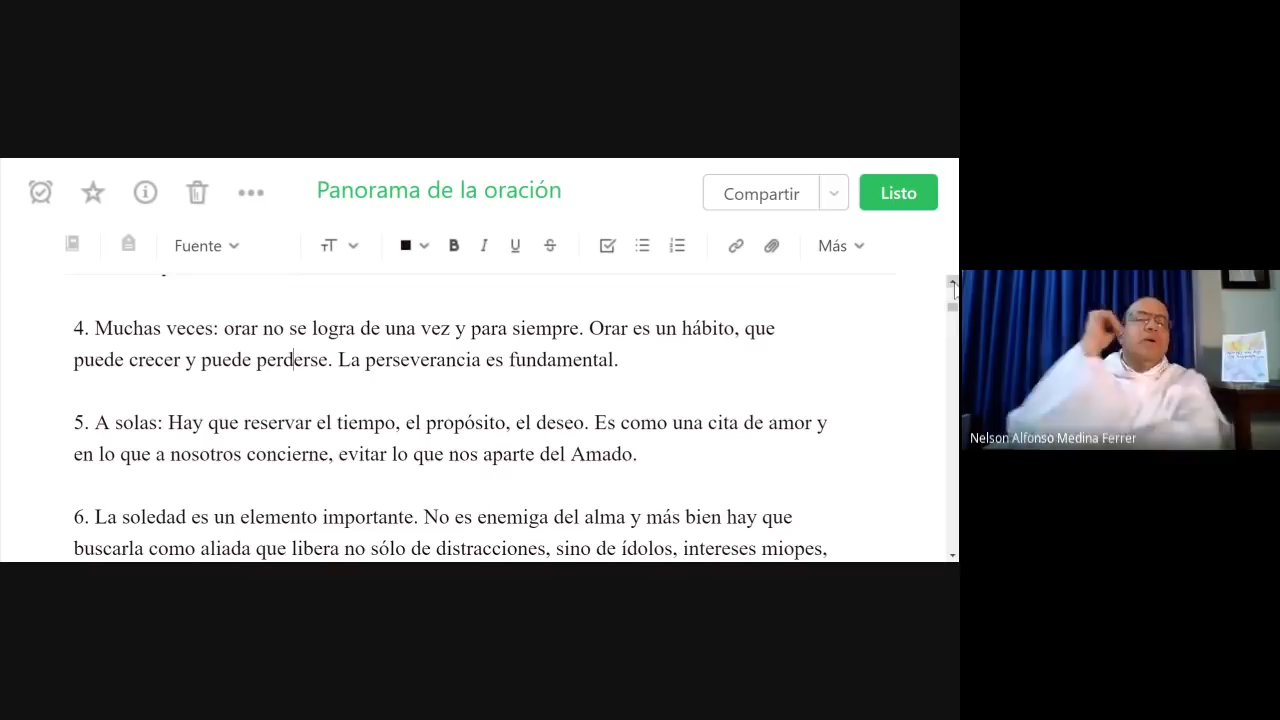 Panorama de la oración
Compartir
Listo
Fuente
Más
4. Muchas veces: orar no se logra de una vez y para siempre. Orar es un hábito, que
puede crecer y puede perderse. La perseverancia es fundamental.
5. A solas: Hay que reservar el tiempo, el propósito, el deseo. Es como una cita de amor y
en lo que a nosotros concierne, evitar lo que nos aparte del Amado.
6. La soledad es un elemento importante. No es enemiga del alma y más bien hay que
buscarla como aliada que libera no sólo de distracciones, sino de ídolos, intereses miopes,
Nelson Alfonso Medina Ferrer